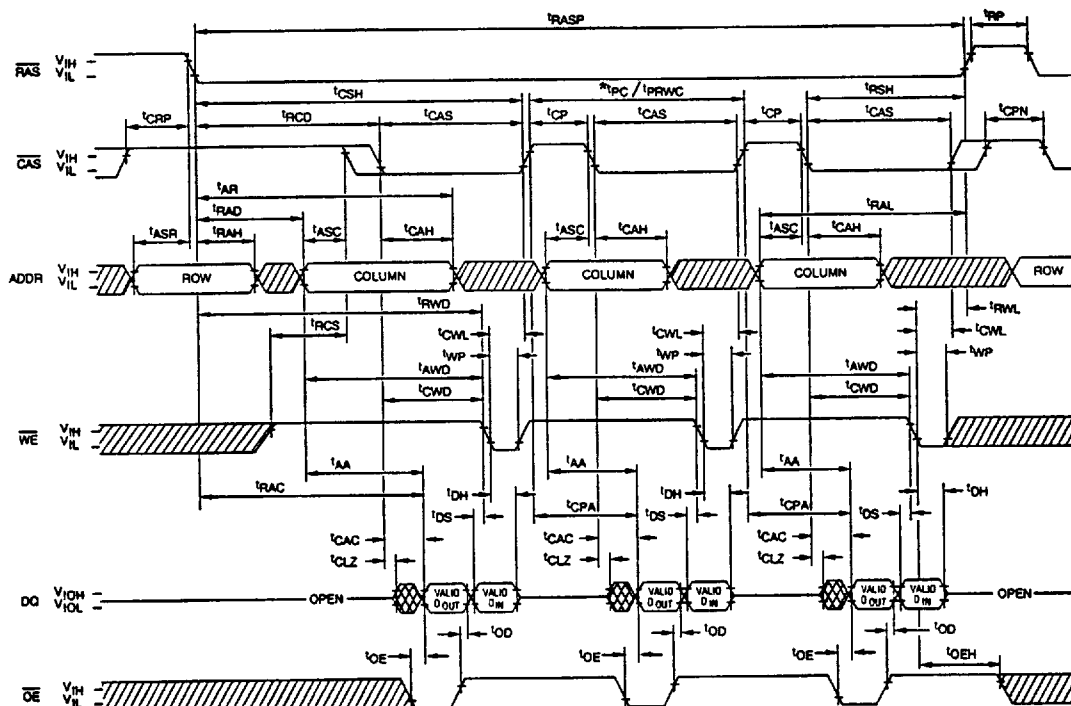 tRASP tRP
RAS VIH
VIL
tCSH *tPC / tPRWC tRSH
tCRP tRCD tCAS tCP tCAS tCP tCAS tCPN
CAS VIH
VIL
tAR
tRAD tRAL
tASR tRAH tASC tCAH tASC tCAH tASC tCAH
ADDR VIH
VIL
ROW COLUMN COLUMN COLUMN ROW
tRWD tRWL
tRCS tCWL tCWL tCWL
tWP tWP tWP
tAWD tAWD tAWD
tCWD tCWD tCWD
WE VIH
VIL
tAA tAA tAA
tRAC tDH tDH tDH
tDS tCPA tDS tCPA tDS
tCAC tCAC tCAC
tCLZ tCLZ tCLZ
DQ VIOH
VIOL
OPEN VALID DOUT VALID DIN VALID DOUT VALID DIN VALID DOUT VALID DIN OPEN
tOD tOD tOD
tOE tOE tOE tOEH
OE VIH
VIL